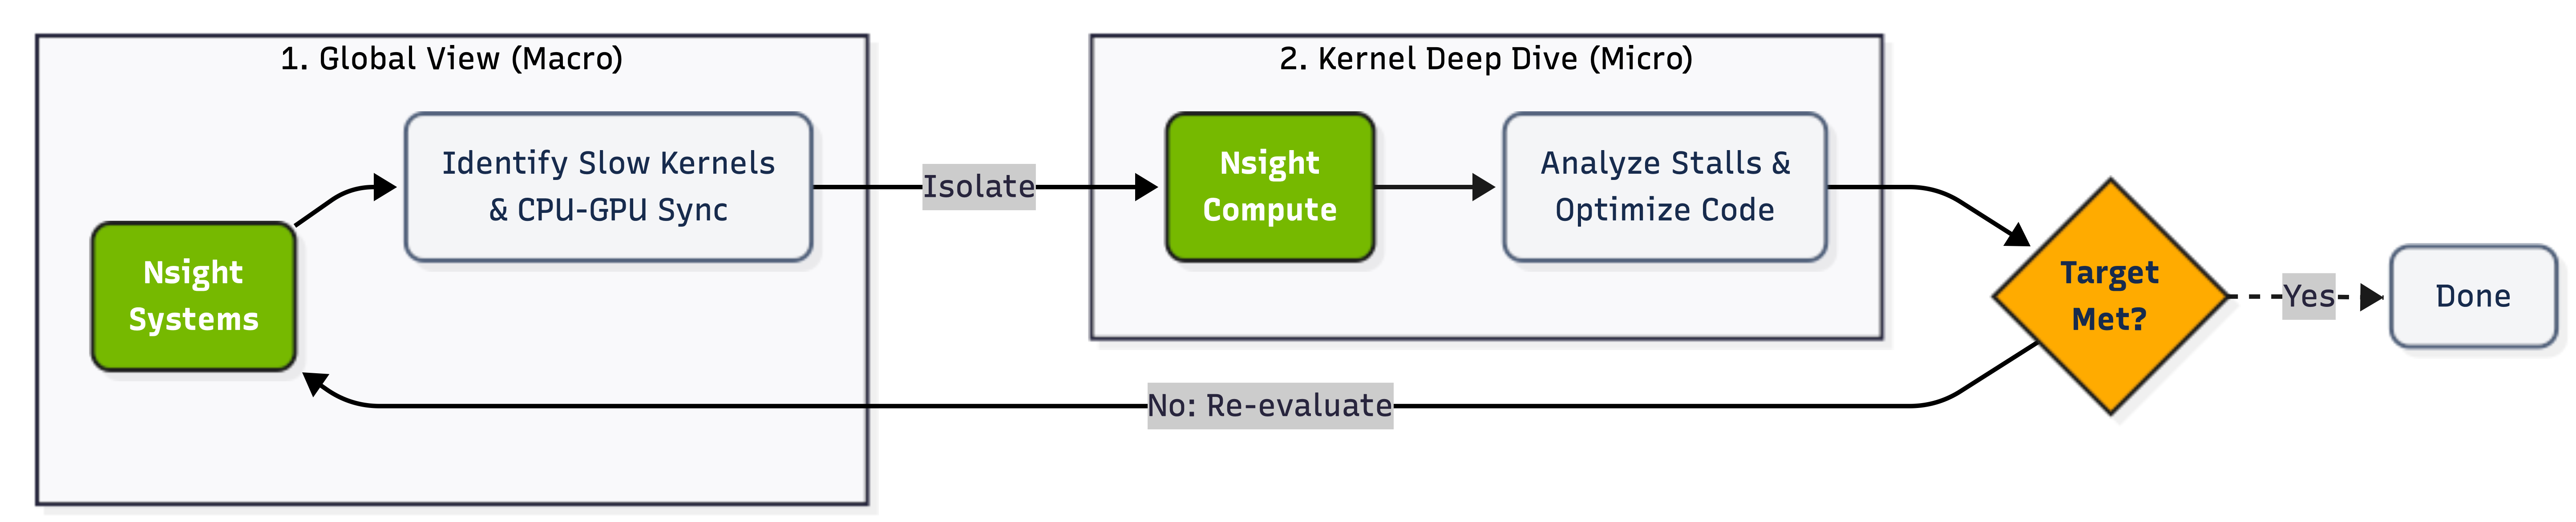 1. Global View (Macro)
Nsight
Systems
Identify Slow Kernels
& CPU-GPU Sync
Isolate
2. Kernel Deep Dive (Micro)
Nsight
Compute
Analyze Stalls &
Optimize Code
Target
Met?
Yes
Done
No: Re-evaluate